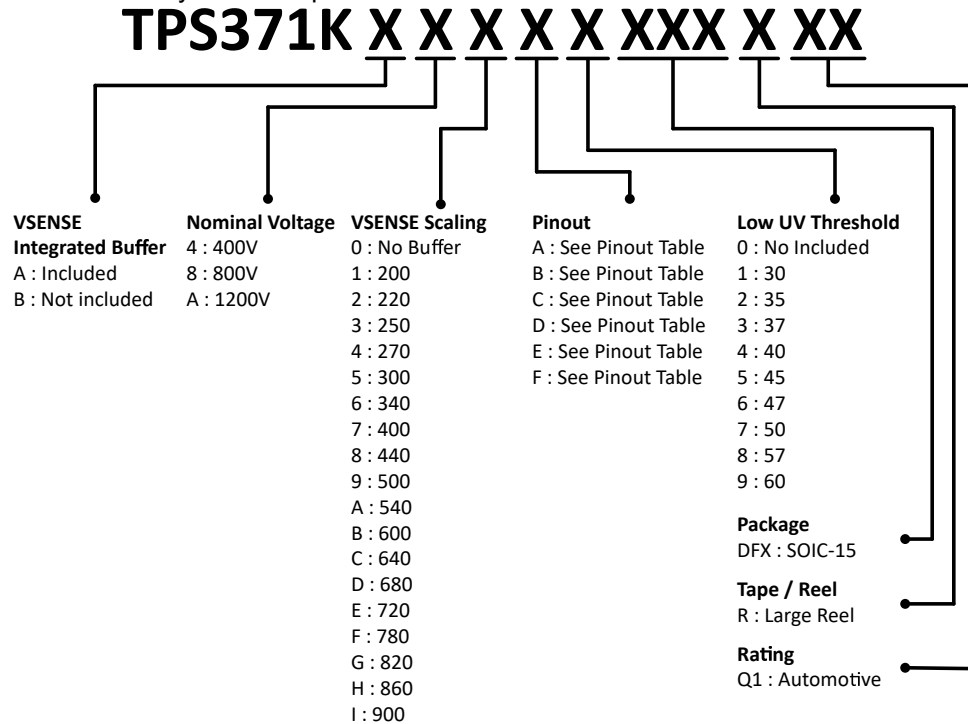 TPS371K X X X X X XXX X XX
VSENSE
Integrated Buffer
A : Included
B : Not included
Nominal Voltage
4 : 400V
8 : 800V
A : 1200V
VSENSE Scaling
0 : No Buffer
1 : 200
2 : 220
3 : 250
4 : 270
5 : 300
6 : 340
7 : 400
8 : 440
9 : 500
A : 540
B : 600
C : 640
D : 680
E : 720
F : 780
G : 820
H : 860
I : 900
Pinout
A : See Pinout Table
B : See Pinout Table
C : See Pinout Table
D : See Pinout Table
E : See Pinout Table
F : See Pinout Table
Low UV Threshold
0 : No Included
1 : 30
2 : 35
3 : 37
4 : 40
5 : 45
6 : 47
7 : 50
8 : 57
9 : 60
Package
DFX : SOIC-15
Tape / Reel
R : Large Reel
Rating
Q1 : Automotive